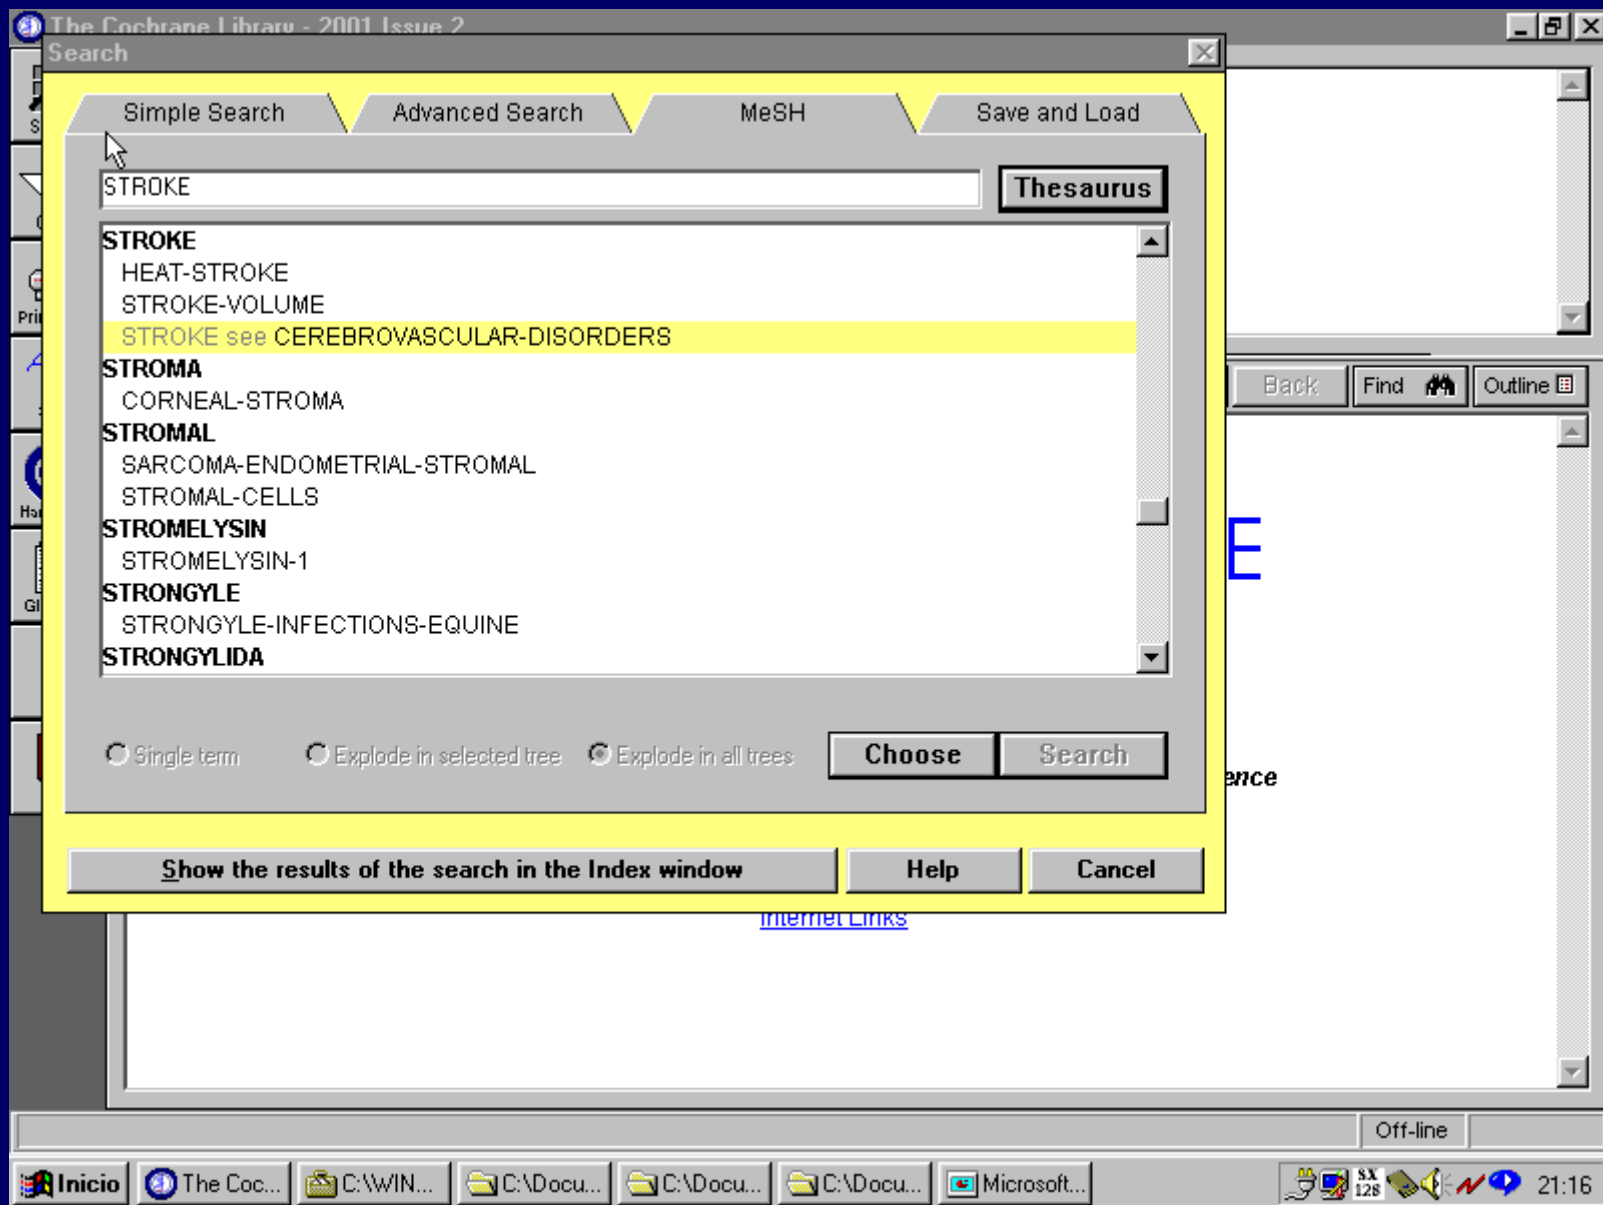 The Cochrane Library - 2001 Issue 2
Search
Simple Search
Advanced Search
MeSH
Save and Load
STROKE
Thesaurus
STROKE
HEAT-STROKE
STROKE-VOLUME
STROKE see CEREBROVASCULAR-DISORDERS
STROMA
CORNEAL-STROMA
STROMAL
SARCOMA-ENDOMETRIAL-STROMAL
STROMAL-CELLS
STROMELYSIN
STROMELYSIN-1
STRONGYLE
STRONGYLE-INFECTIONS-EQUINE
STRONGYLIDA
Back
Find
Outline
E
Single term
Explode in selected tree
Explode in all trees
Choose
Search
ence
Show the results of the search in the Index window
Help
Cancel
Internet Links
Off-line
Inicio
The Coc...
C:\WIN...
C:\Docu...
C:\Docu...
C:\Docu...
Microsoft...
SX
128
21:16